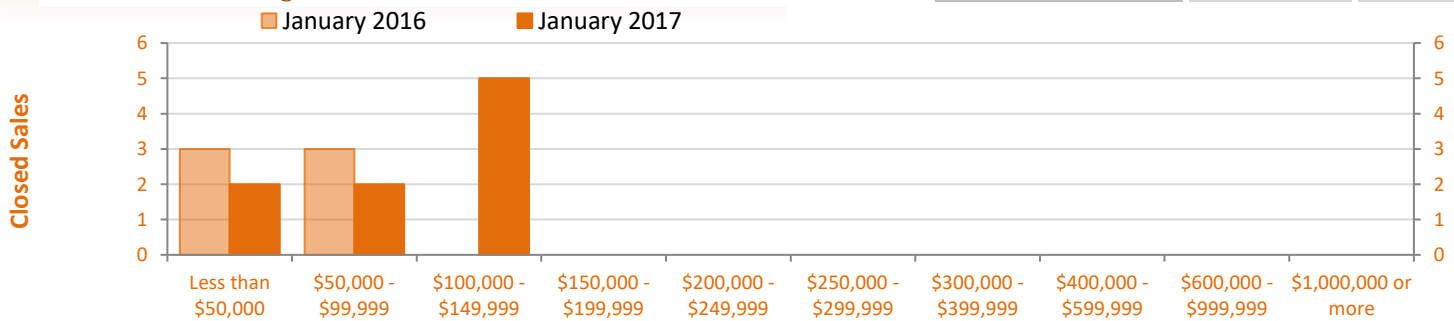 January 2016 January 2017
Closed Sales
6 6
5 5
4 4
3 3
2 2
1 1
0 0
Less than $50,000 - $100,000 - $150,000 - $200,000 - $250,000 - $300,000 - $400,000 - $600,000 - $1,000,000 or
$50,000 $99,999 $149,999 $199,999 $249,999 $299,999 $399,999 $599,999 $999,999 more